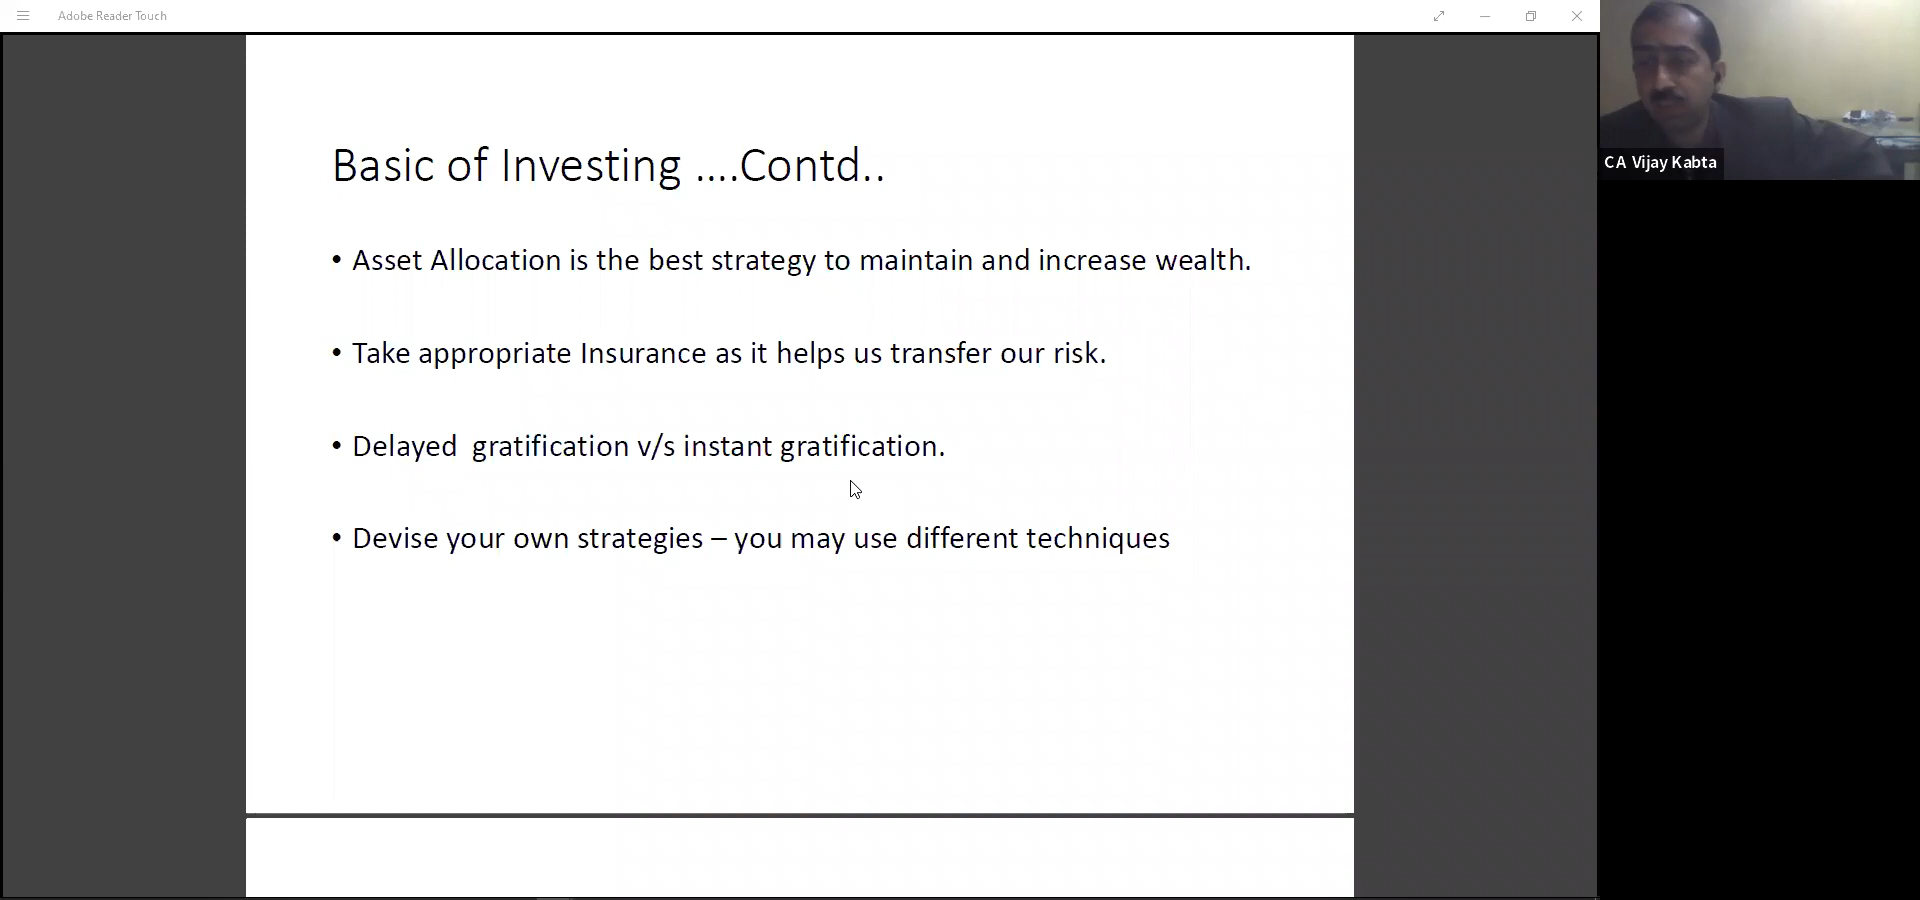 Adobe Reader Touch
Basic of Investing ....Contd..
• Asset Allocation is the best strategy to maintain and increase wealth.
• Take appropriate Insurance as it helps us transfer our risk.
• Delayed  gratification v/s instant gratification.
• Devise your own strategies – you may use different techniques
CA Vijay Kabta